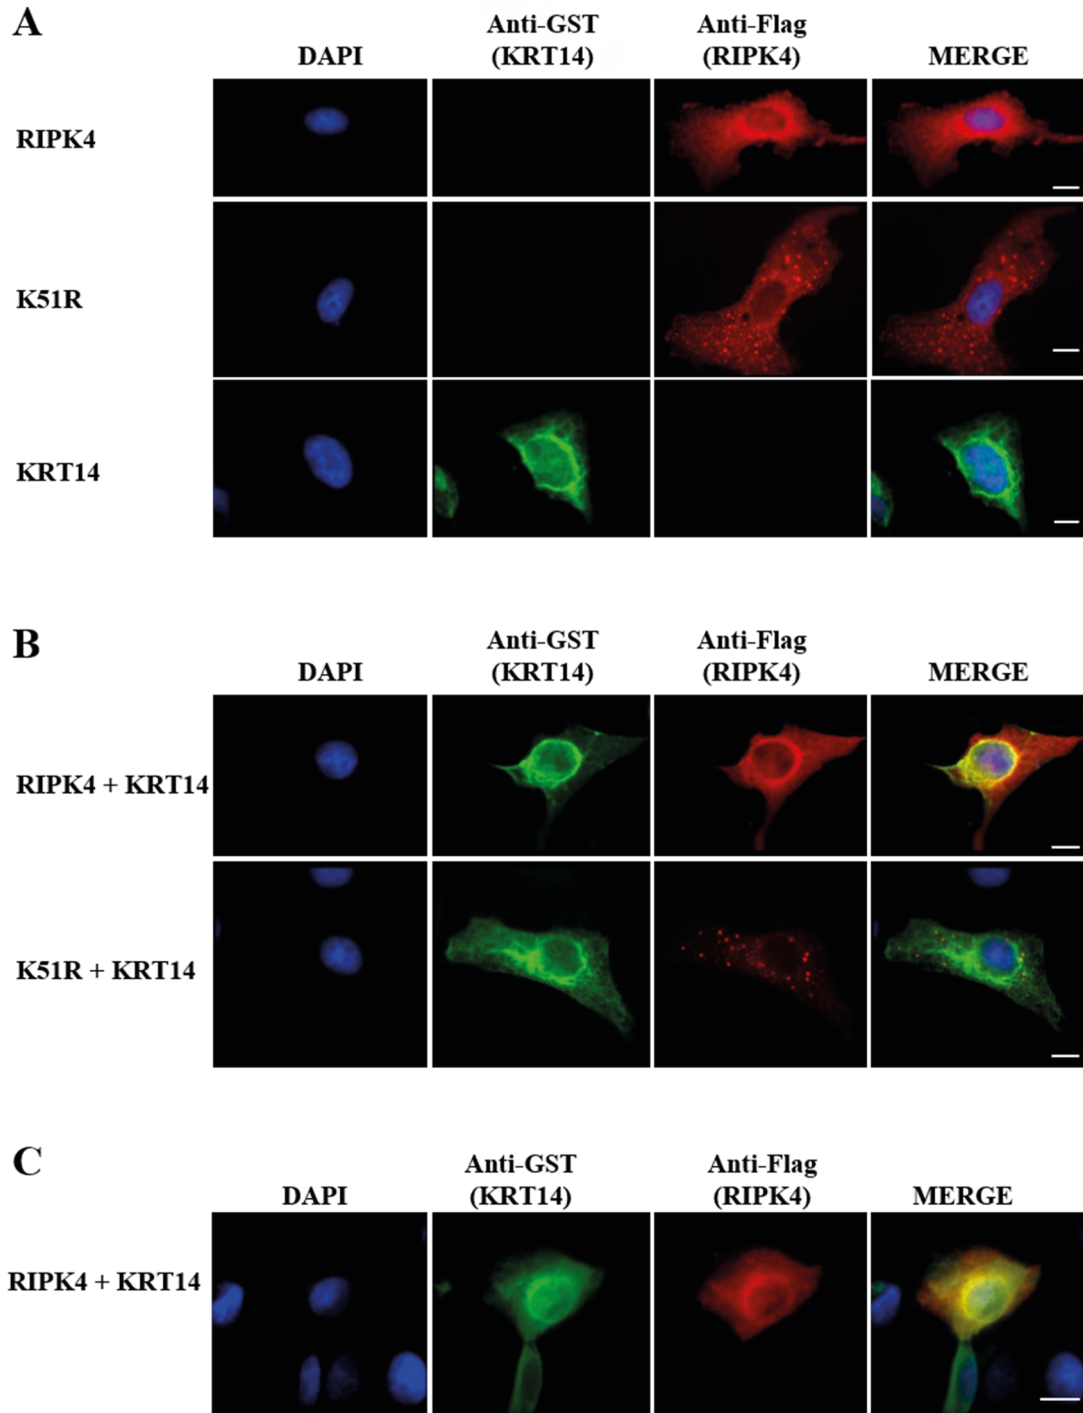 A
Anti-GST Anti-Flag
DAPI (KRT14) (RIPK4) MERGE
RIPK4
K51R
KRT14
B
Anti-GST Anti-Flag
DAPI (KRT14) (RIPK4) MERGE
RIPK4 + KRT14
K51R + KRT14
C
Anti-GST Anti-Flag
DAPI (KRT14) (RIPK4) MERGE
RIPK4 + KRT14